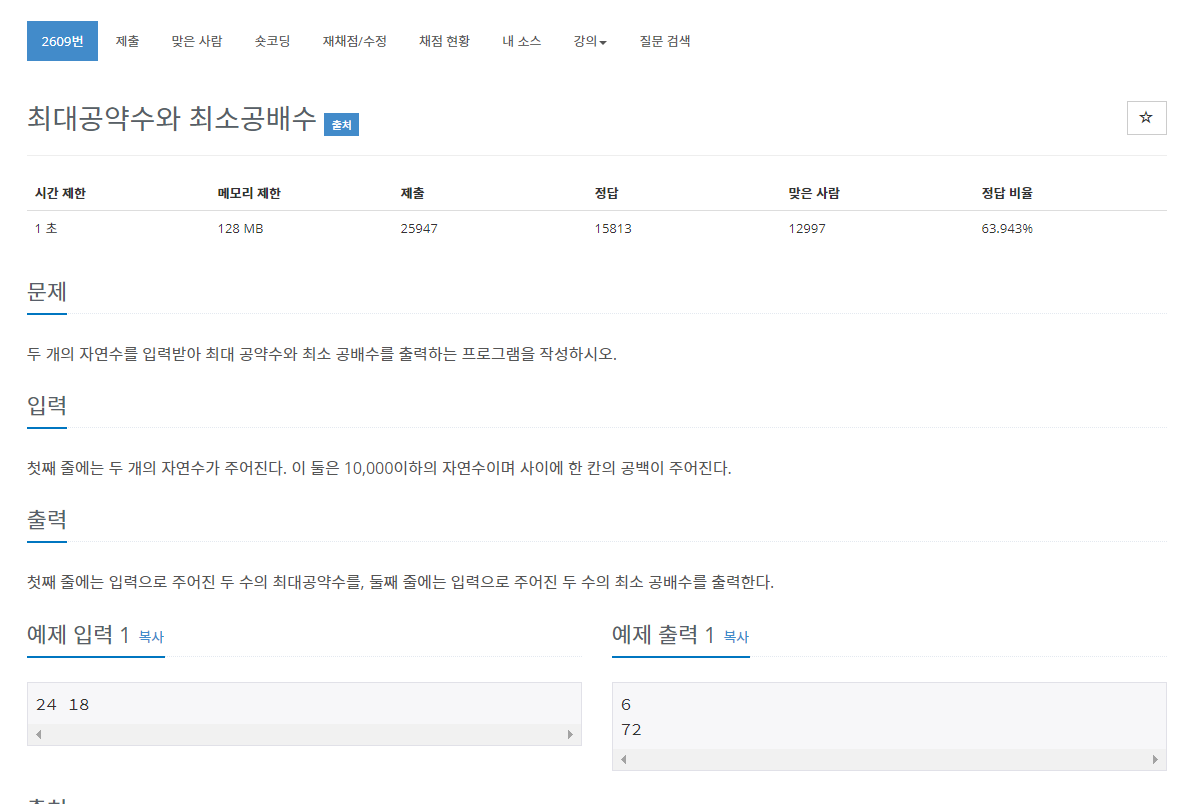 2609번 제출 맞은 사람 숏코딩 재채점/수정 채점 현황 내 소스 강의 질문 검색
최대공약수와 최소공배수 출처
시간 제한 메모리 제한 제출 정답 맞은 사람 정답 비율
1 초 128 MB 25947 15813 12997 63.943%
문제
두 개의 자연수를 입력받아 최대 공약수와 최소 공배수를 출력하는 프로그램을 작성하시오.
입력
첫째 줄에는 두 개의 자연수가 주어진다. 이 둘은 10,000이하의 자연수이며 사이에 한 칸의 공백이 주어진다.
출력
첫째 줄에는 입력으로 주어진 두 수의 최대공약수를, 둘째 줄에는 입력으로 주어진 두 수의 최소 공배수를 출력한다.
예제 입력 1 복사
24 18
예제 출력 1 복사
6
72